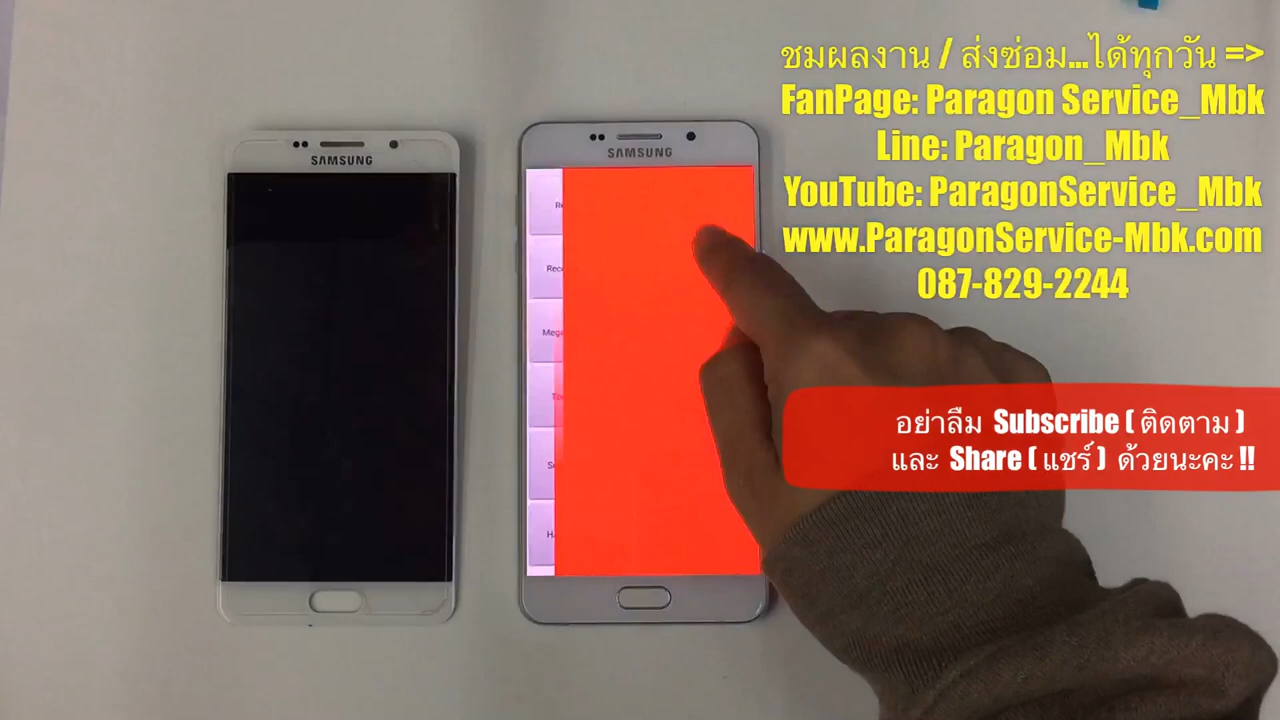 ชมผลงาน / ส่งซ่อม...ได้ทุกวัน =>
FanPage: Paragon Service_Mbk
Line: Paragon_Mbk
YouTube: ParagonService_Mbk
www.ParagonService-Mbk.com
087-829-2244
SAMSUNG
SAMSUNG
อย่าลืม Subscribe ( ติดตาม )
และ Share ( แชร์ ) ด้วยนะคะ !!